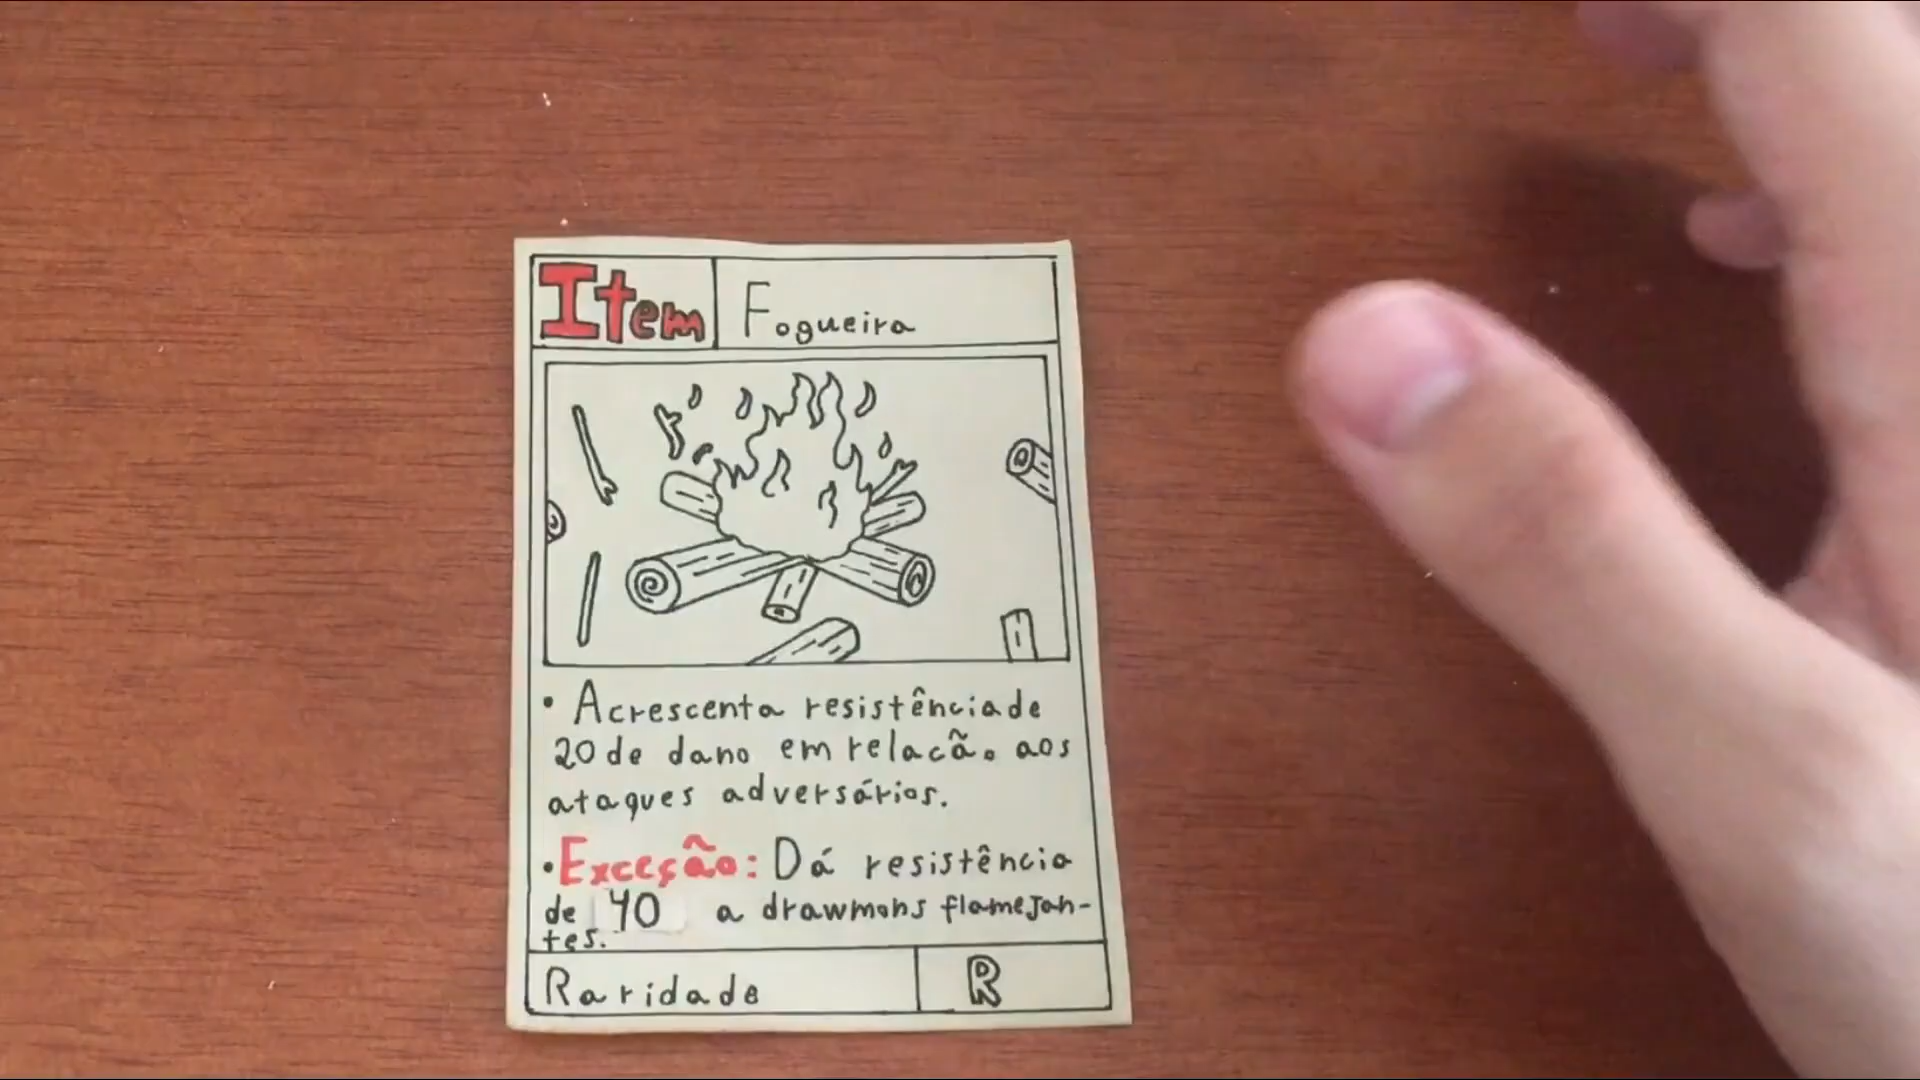 Item Fogueira
• Acrescenta resistência de
20 de dano em relacão aos
ataques adversários.
• Exceção: Dá resistência
de 40 a drawmons flamejan-
tes.
Raridade R